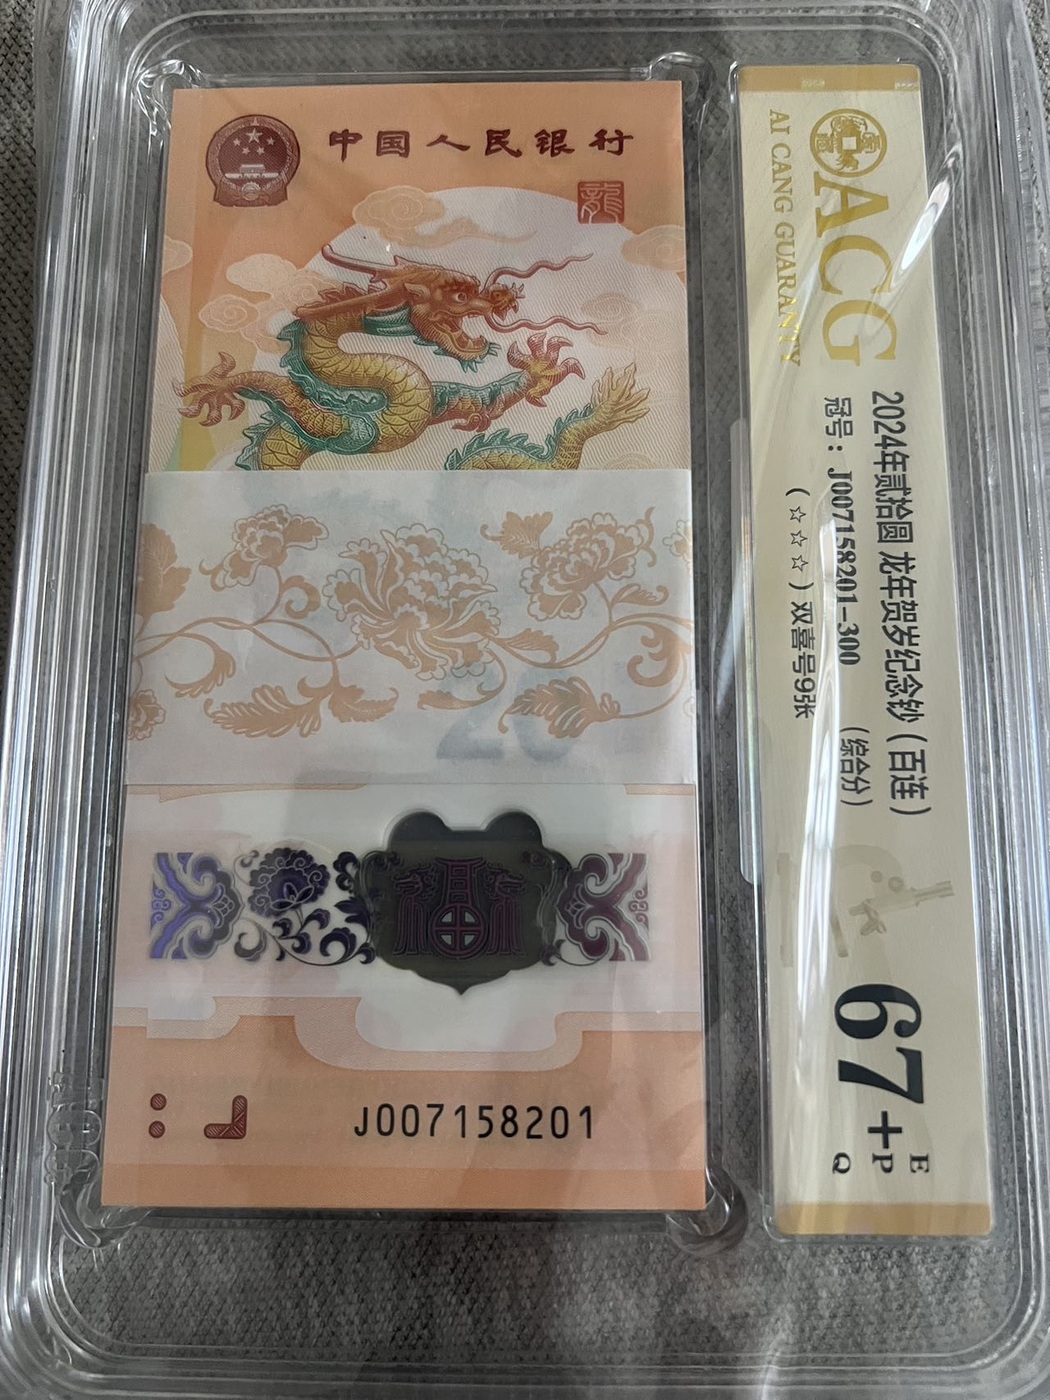 中国人民银行
龍
20
J007158201
ACG
AI CANG GUARANTY
2024年贰拾圆 龙年贺岁纪念钞（百连）
冠号：J007158201-300 （综合分）
（☆☆☆）双喜号9张
67+
E
P
Q